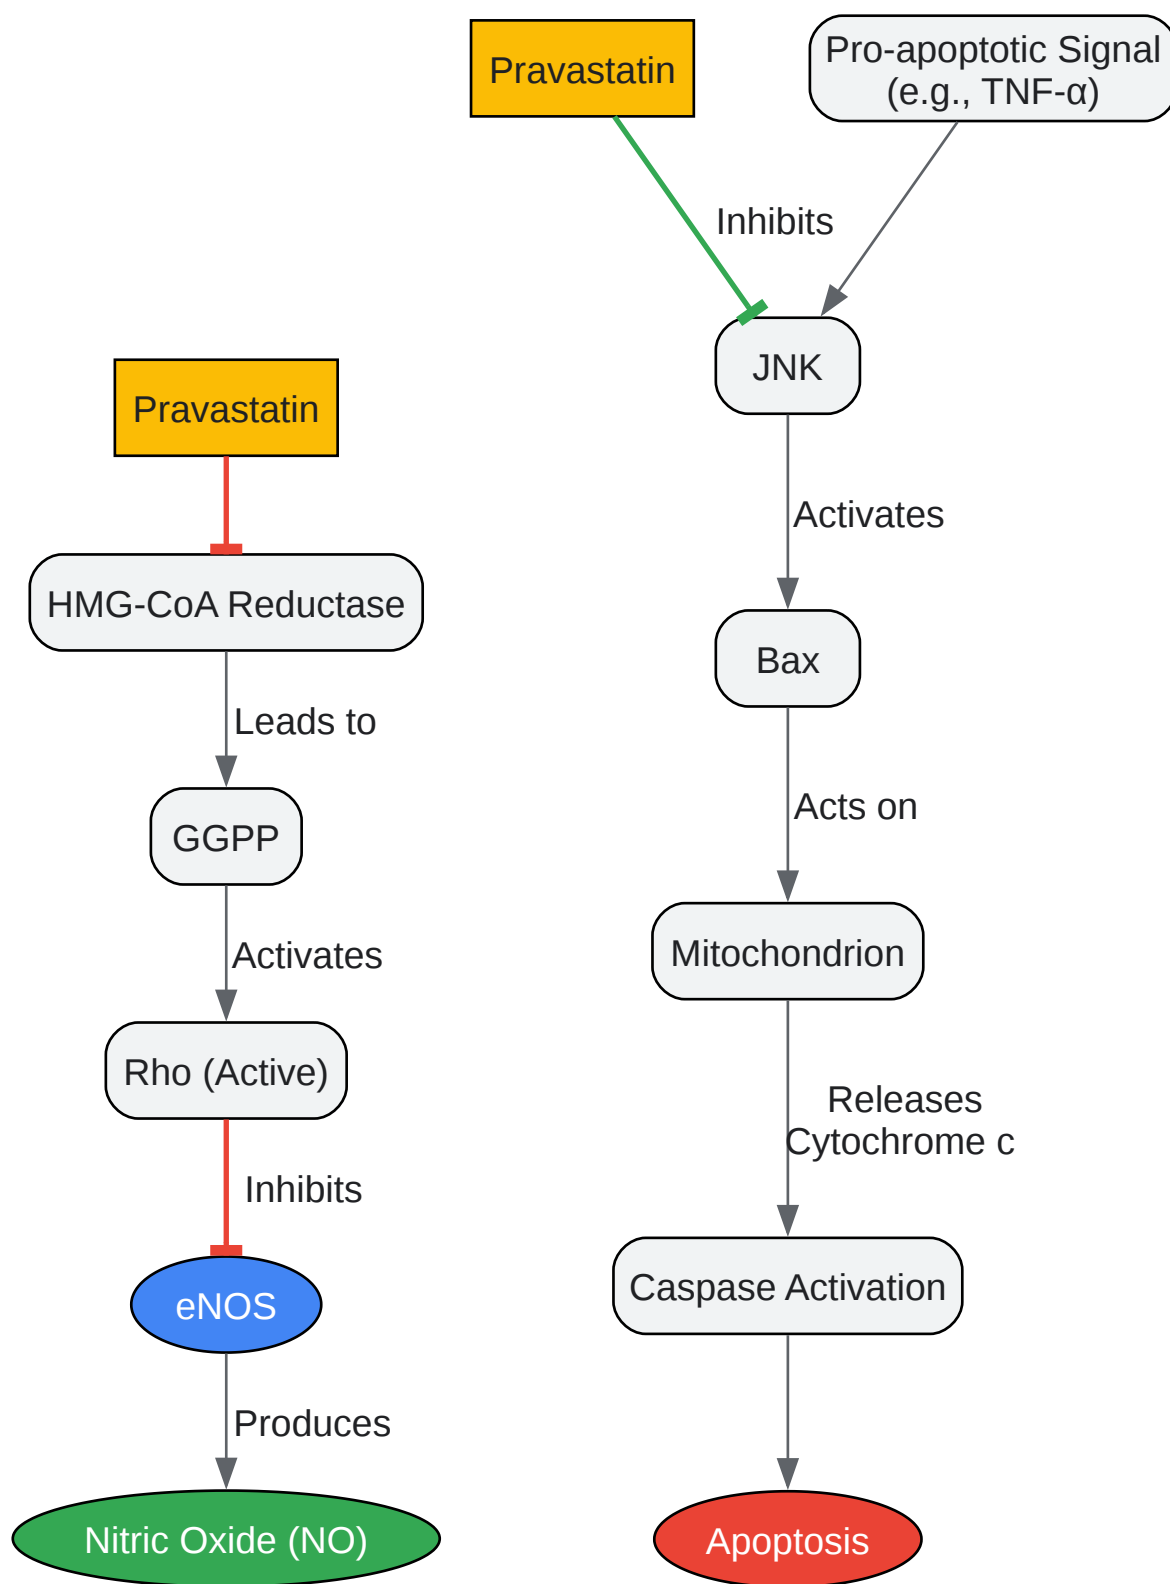 Pravastatin
Pro-apoptotic Signal
(e.g., TNF-α)
Inhibits
JNK
Pravastatin
Activates
HMG-CoA Reductase
Bax
Leads to
Acts on
GGPP
Activates
Mitochondrion
Rho (Active)
Releases
Cytochrome c
Inhibits
Caspase Activation
eNOS
Produces
Nitric Oxide (NO)
Apoptosis